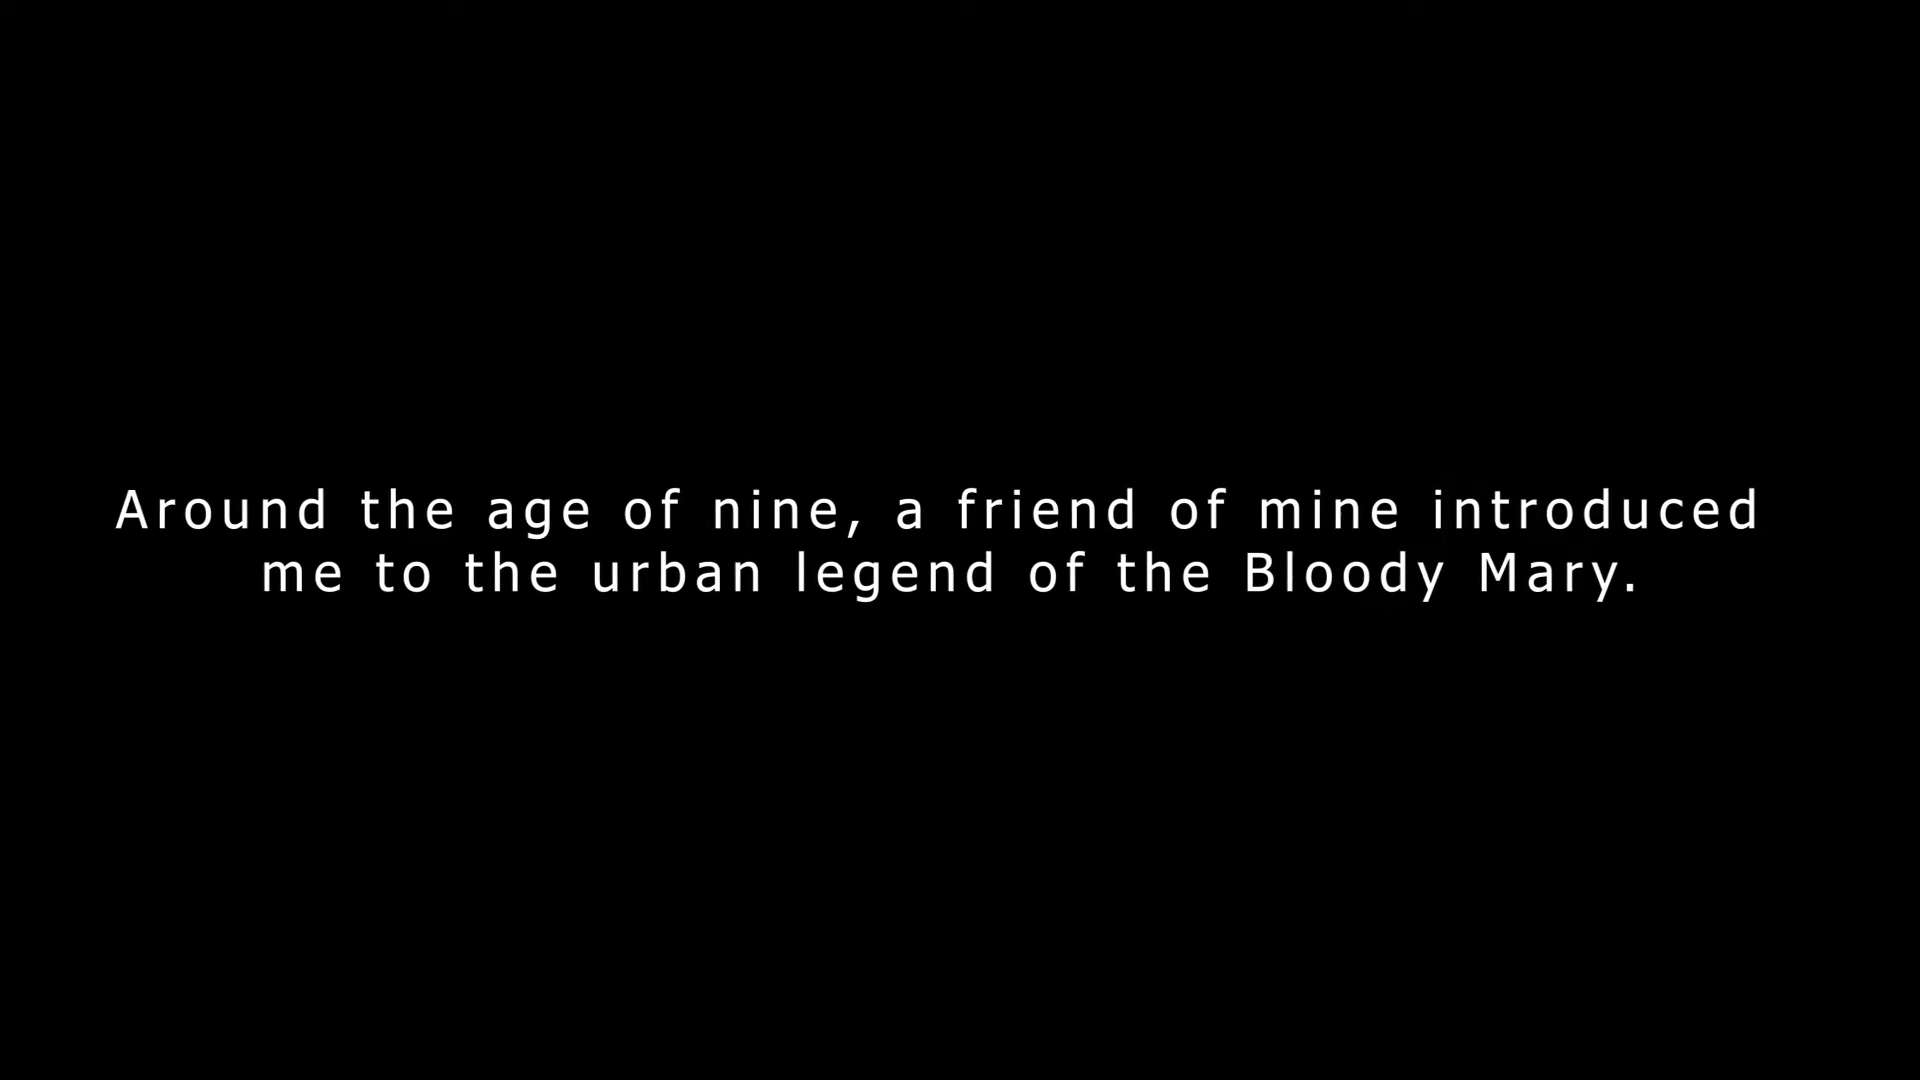 Around the age of nine, a friend of mine introduced
me to the urban legend of the Bloody Mary.